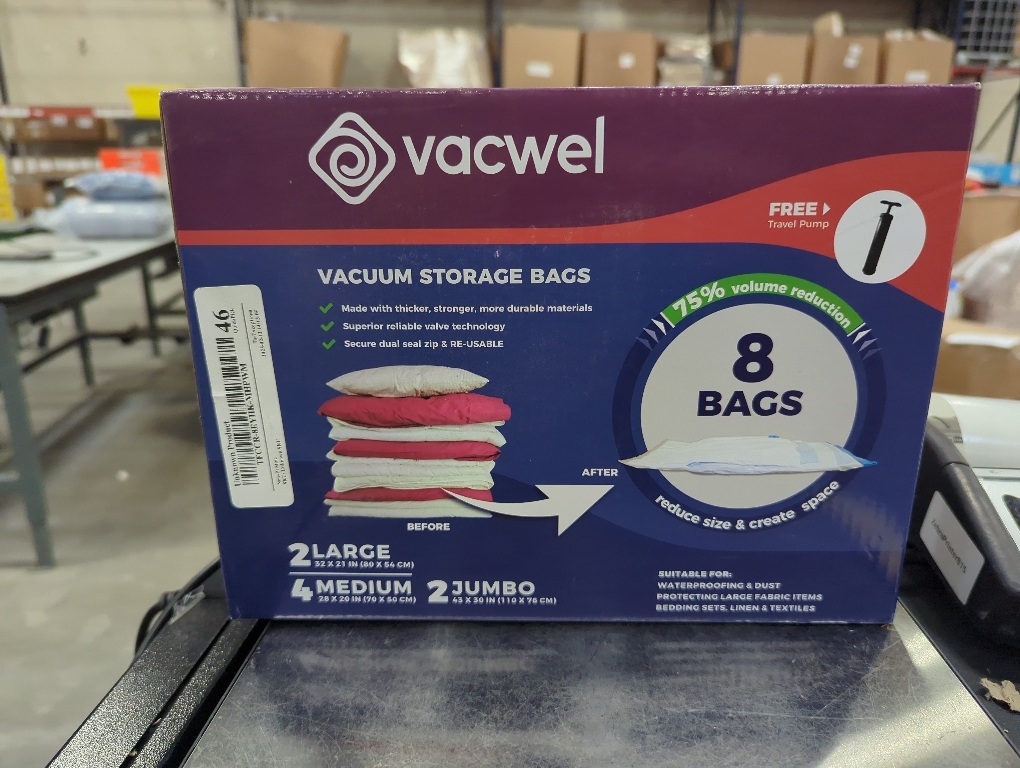 vacwel
FREE
Travel Pump
VACUUM STORAGE BAGS
Made with thicker, stronger, more durable materials
Superior reliable valve technology
Secure dual seal zip & RE-USABLE
75% volume reduction
8
BAGS
AFTER
reduce size & create space
BEFORE
2 LARGE
32 X 21 IN (80 X 54 CM)
4 MEDIUM
28 X 20 IN (70 X 50 CM)
2 JUMBO
43 X 30 IN (110 X 76 CM)
SUITABLE FOR:
WATERPROOFING & DUST
PROTECTING LARGE FABRIC ITEMS
BEDDING SETS, LINEN & TEXTILES
Unknown Product
46